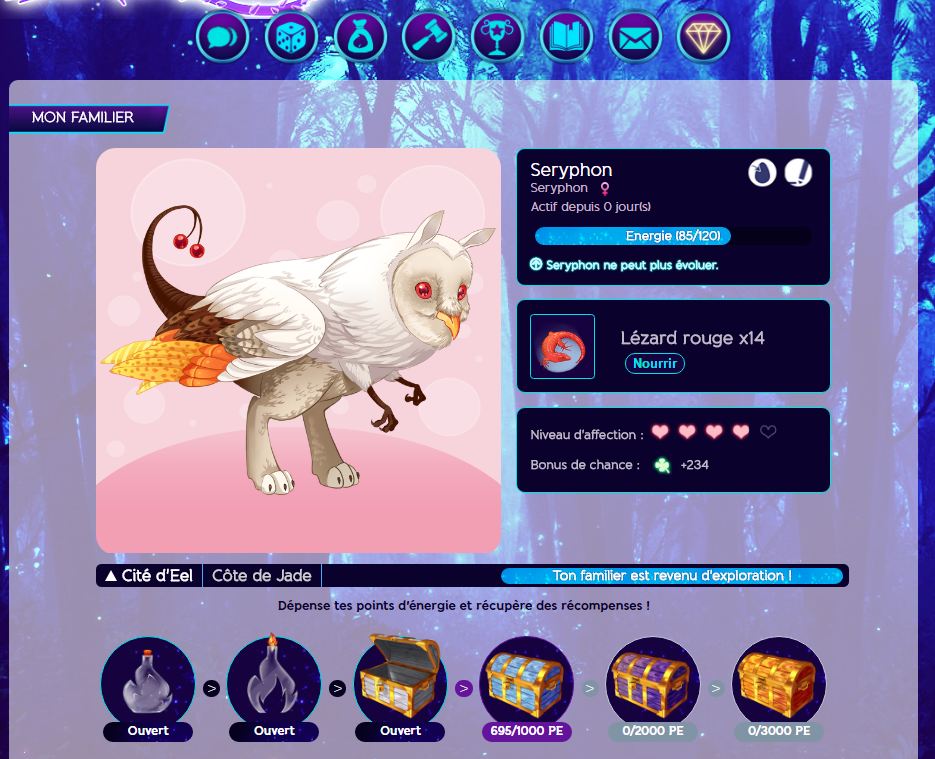 MON FAMILIER
Seryphon
Seryphon
Actif depuis 0 jour(s)
Energie (85/120)
Seryphon ne peut plus évoluer.
Lézard rouge x14
Nourrir
Niveau d'affection :
Bonus de chance : +234
Cité d'Eel
Côte de Jade
Ton familier est revenu d'exploration !
Dépense tes points d'énergie et récupère des récompenses !
> > > > >
Ouvert
Ouvert
Ouvert
695/1000 PE
0/2000 PE
0/3000 PE